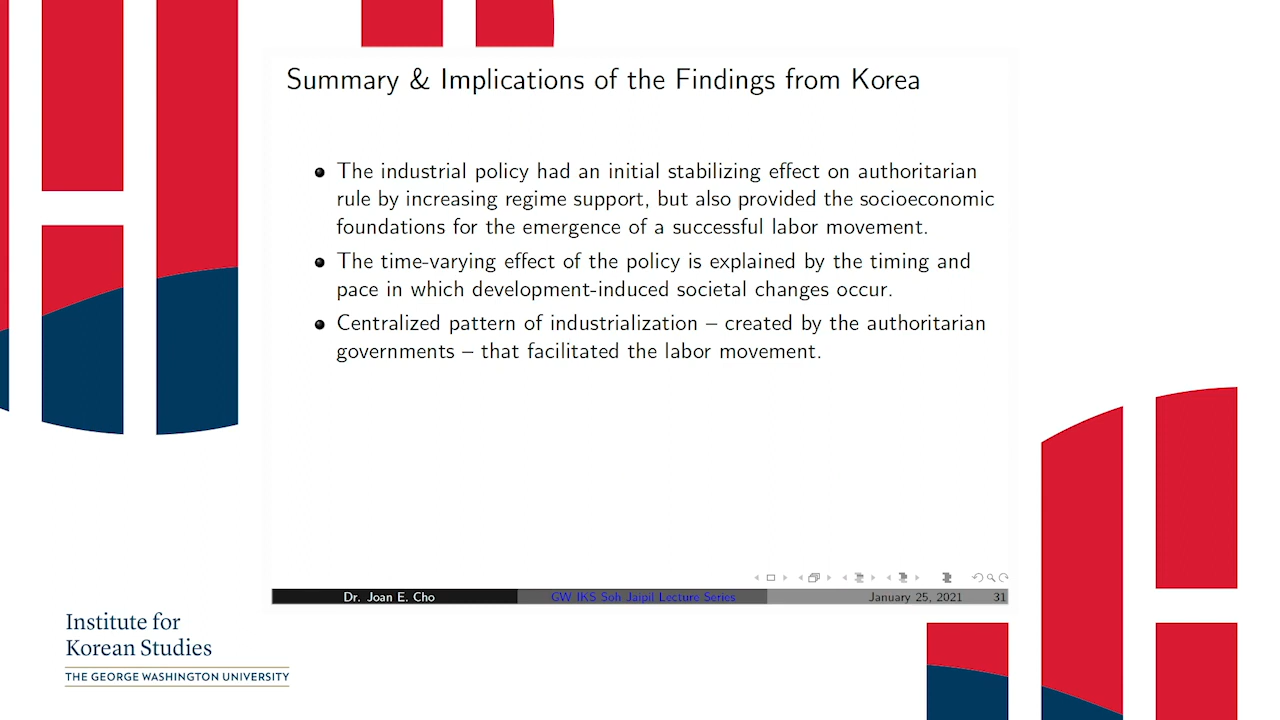 Summary & Implications of the Findings from Korea
The industrial policy had an initial stabilizing effect on authoritarian
rule by increasing regime support, but also provided the socioeconomic
foundations for the emergence of a successful labor movement.
The time-varying effect of the policy is explained by the timing and
pace in which development-induced societal changes occur.
Centralized pattern of industrialization – created by the authoritarian
governments – that facilitated the labor movement.
Dr. Joan E. Cho GW IKS Soh Jaipil Lecture Series January 25, 2021 31
Institute for
Korean Studies
THE GEORGE WASHINGTON UNIVERSITY